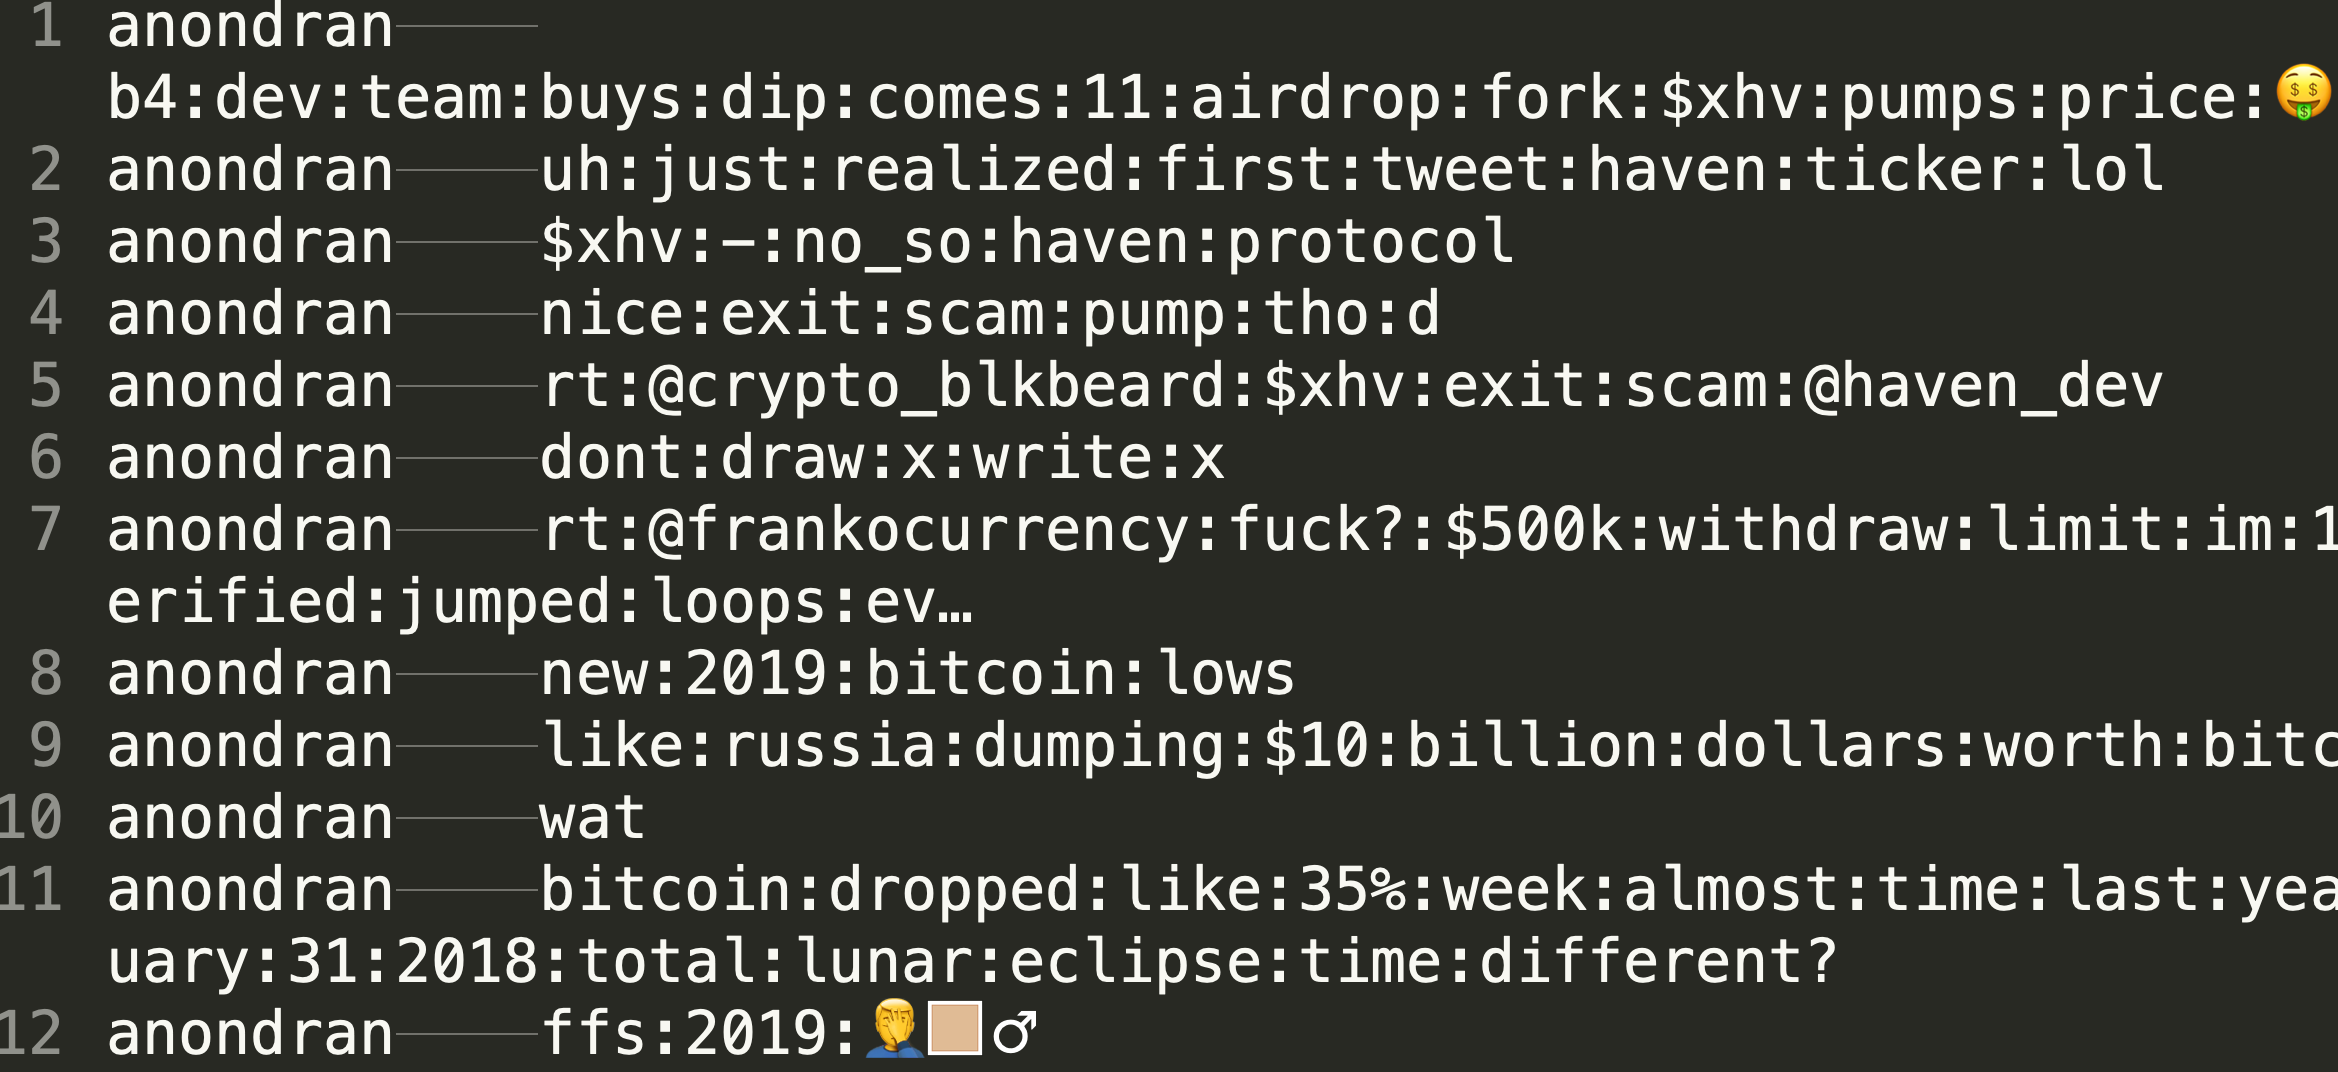 1 anondran
b4:dev:team:buys:dip:comes:11:airdrop:fork:$xhv:pumps:price:🤑
2 anondran uh:just:realized:first:tweet:haven:ticker:lol
3 anondran $xhv:–:no_so:haven:protocol
4 anondran nice:exit:scam:pump:tho:d
5 anondran rt:@crypto_blkbeard:$xhv:exit:scam:@haven_dev
6 anondran dont:draw:x:write:x
7 anondran rt:@frankocurrency:fuck?:$500k:withdraw:limit:im:1
erified:jumped:loops:ev…
8 anondran new:2019:bitcoin:lows
9 anondran like:russia:dumping:$10:billion:dollars:worth:bitc
10 anondran wat
11 anondran bitcoin:dropped:like:35%:week:almost:time:last:yea
uary:31:2018:total:lunar:eclipse:time:different?
12 anondran ffs:2019:🤦🏼♂